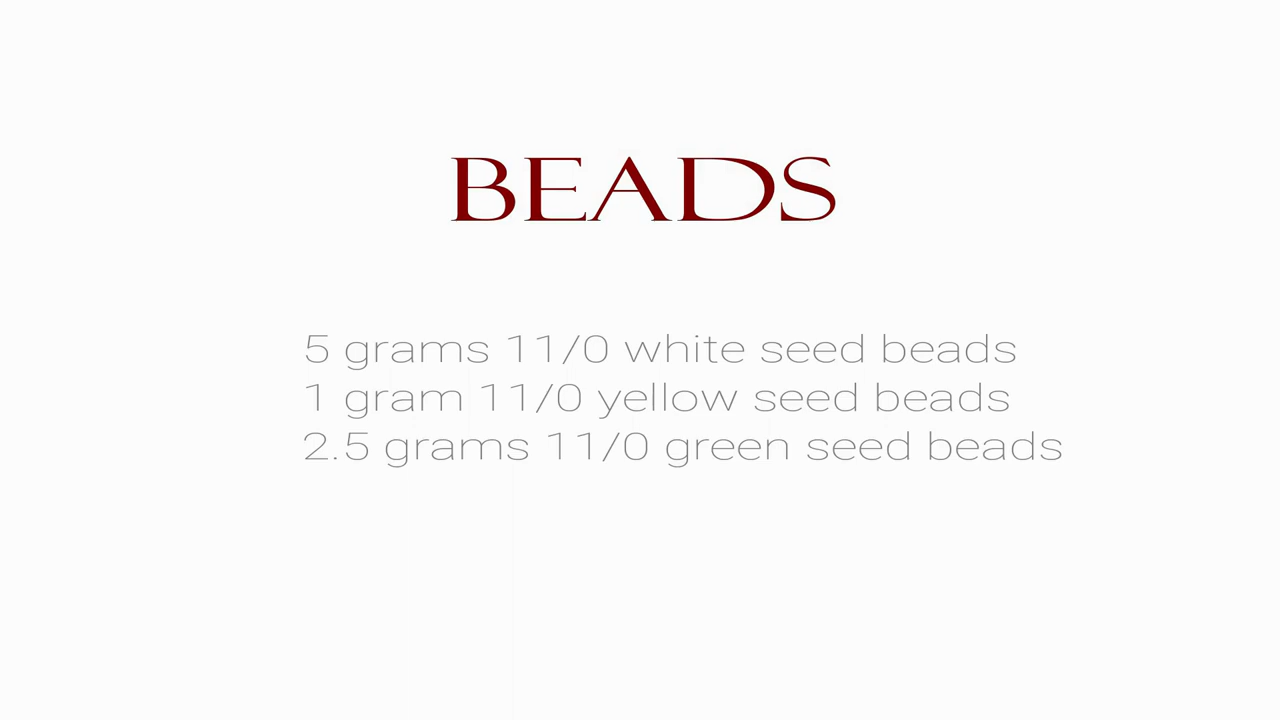 BEADS
5 grams 11/0 white seed beads
1 gram 11/0 yellow seed beads
2.5 grams 11/0 green seed beads